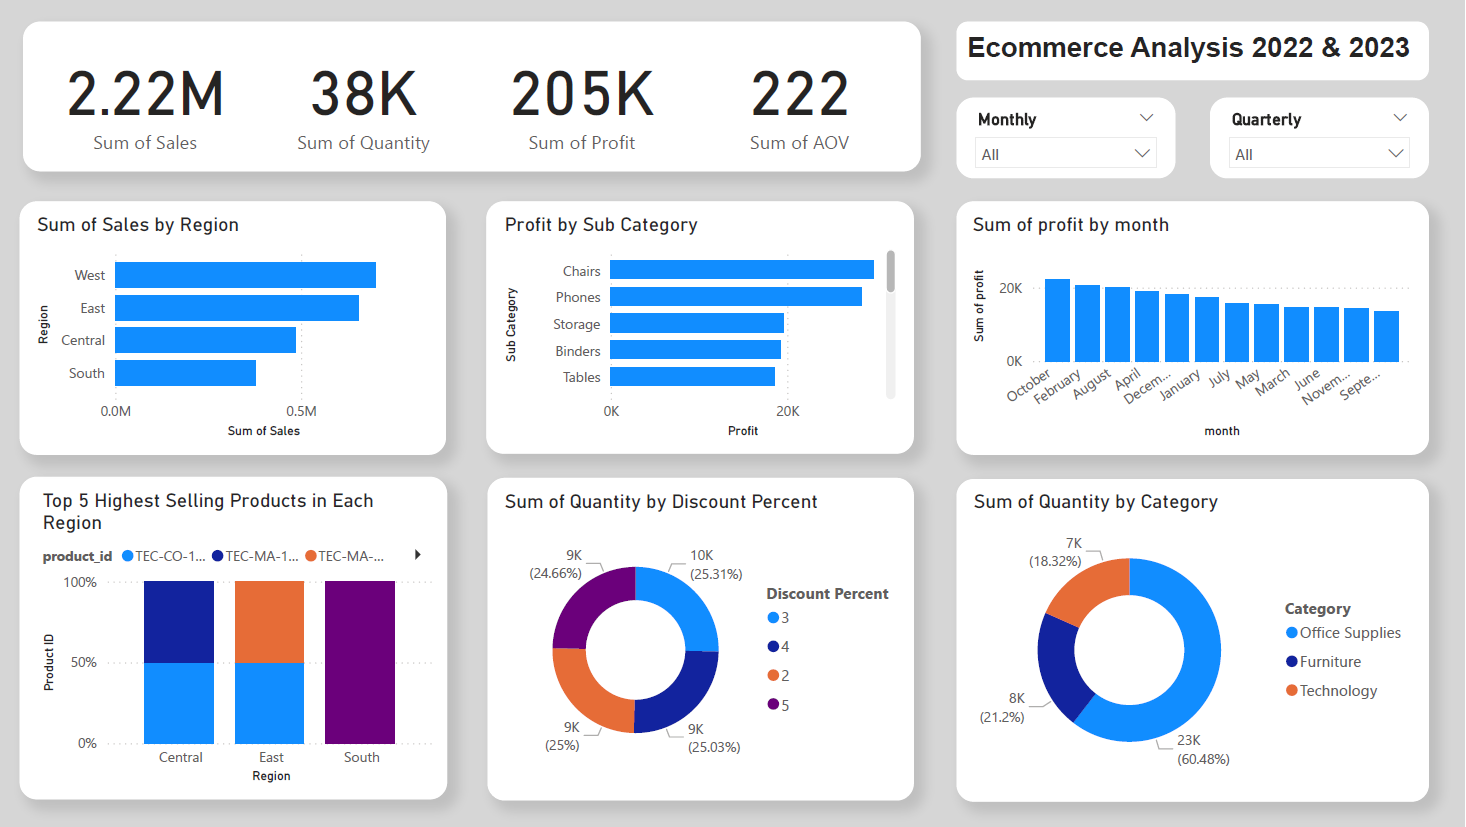 2.22M
Sum of Sales
38K
Sum of Quantity
205K
Sum of Profit
222
Sum of AOV
Ecommerce Analysis 2022 & 2023
Monthly
All
Quarterly
All
Sum of Sales by Region
Region
West
East
Central
South
0.0M
0.5M
Sum of Sales
Profit by Sub Category
Sub Category
Chairs
Phones
Storage
Binders
Tables
0K
20K
Profit
Sum of profit by month
Sum of profit
20K
0K
October
February
August
April
Decem...
January
July
May
March
June
Novem...
Septe...
month
Top 5 Highest Selling Products in Each
Region
product_id TEC-CO-1... TEC-MA-1... TEC-MA-...
Product ID
100%
50%
0%
Central
East
South
Region
Sum of Quantity by Discount Percent
9K
(24.66%)
10K
(25.31%)
9K
(25%)
9K
(25.03%)
Discount Percent
3
4
2
5
Sum of Quantity by Category
7K
(18.32%)
8K
(21.2%)
23K
(60.48%)
Category
Office Supplies
Furniture
Technology